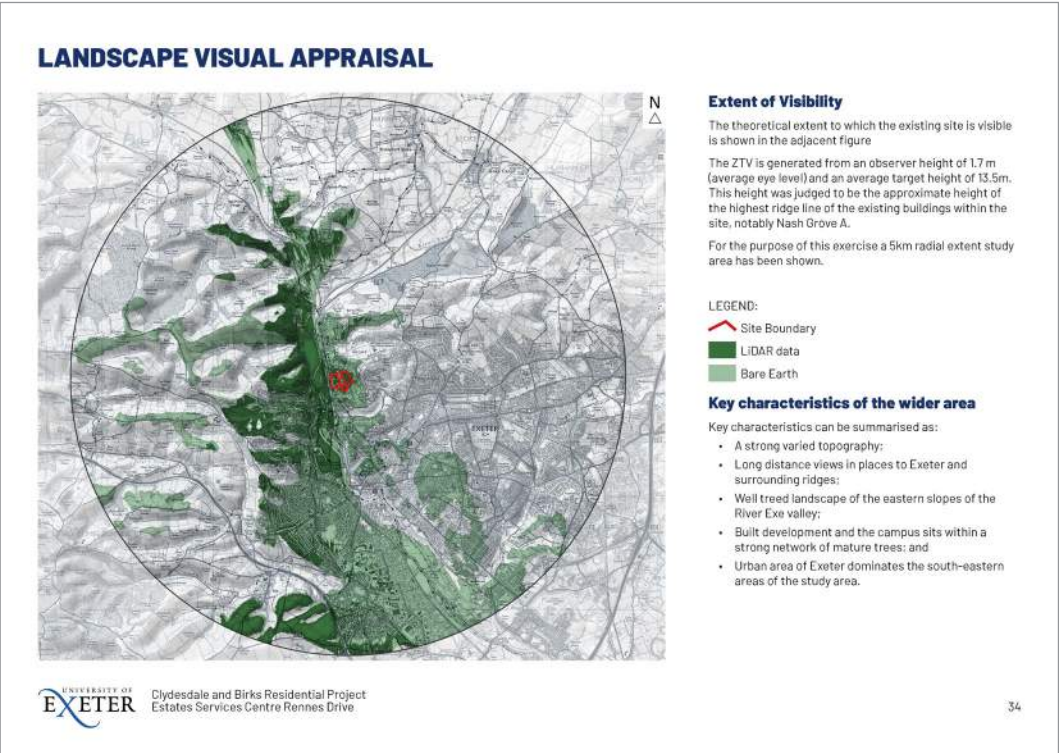 LANDSCAPE VISUAL APPRAISAL
N
EXETER
Extent of Visibility
The theoretical extent to which the existing site is visible
is shown in the adjacent figure
The ZTV is generated from an observer height of 1.7 m
(average eye level) and an average target height of 13.5m.
This height was judged to be the approximate height of
the highest ridge line of the existing buildings within the
site, notably Nash Grove A.
For the purpose of this exercise a 5km radial extent study
area has been shown.
LEGEND:
Site Boundary
LiDAR data
Bare Earth
Key characteristics of the wider area
Key characteristics can be summarised as:
• A strong varied topography;
• Long distance views in places to Exeter and
surrounding ridges;
• Well treed landscape of the eastern slopes of the
River Exe valley;
• Built development and the campus sits within a
strong network of mature trees; and
• Urban area of Exeter dominates the south-eastern
areas of the study area.
UNIVERSITY OF
EXETER
Clydesdale and Birks Residential Project
Estates Services Centre Rennes Drive
34